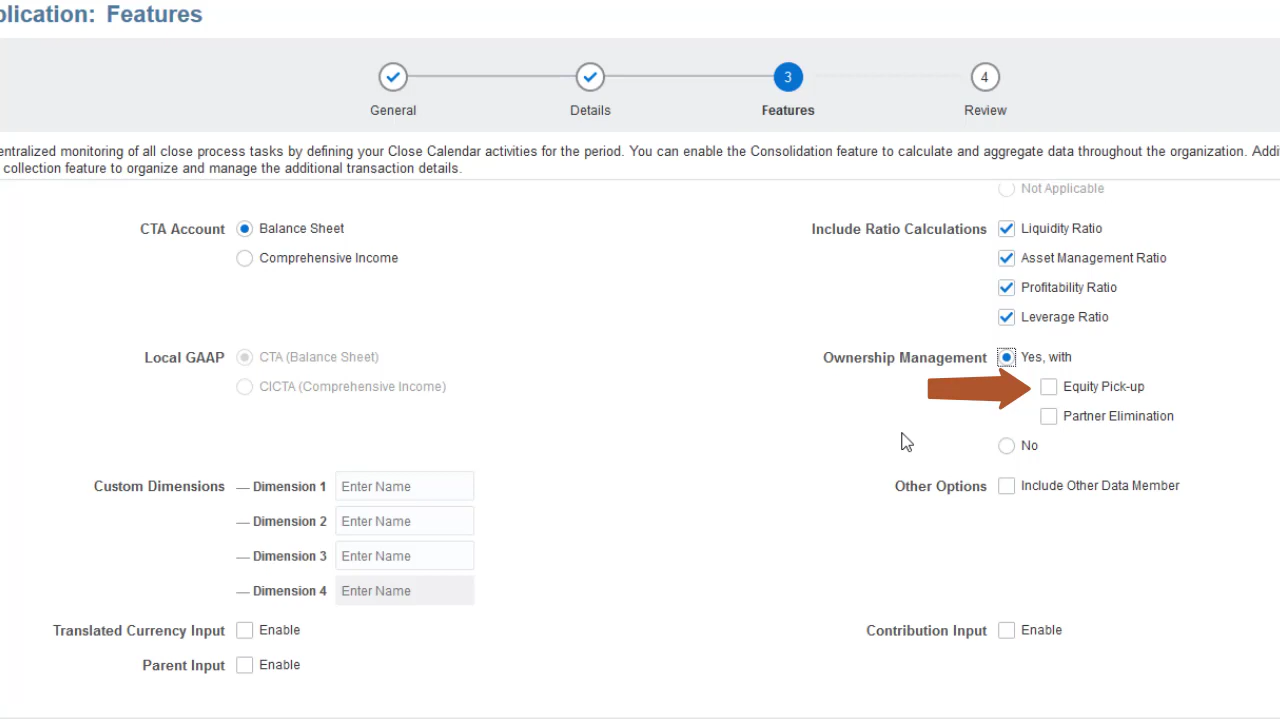 plication: Features
3
4
General
Details
Features
Review
entralized monitoring of all close process tasks by defining your Close Calendar activities for the period. You can enable the Consolidation feature to calculate and aggregate data throughout the organization. Addi
collection feature to organize and manage the additional transaction details.
Not Applicable
CTA Account
Balance Sheet
Comprehensive Income
Include Ratio Calculations
Liquidity Ratio
Asset Management Ratio
Profitability Ratio
Leverage Ratio
Local GAAP
CTA (Balance Sheet)
CICTA (Comprehensive Income)
Ownership Management
Yes, with
Equity Pick-up
Partner Elimination
No
Custom Dimensions
Dimension 1 Enter Name
Dimension 2 Enter Name
Dimension 3 Enter Name
Dimension 4 Enter Name
Other Options
Include Other Data Member
Translated Currency Input
Enable
Contribution Input
Enable
Parent Input
Enable